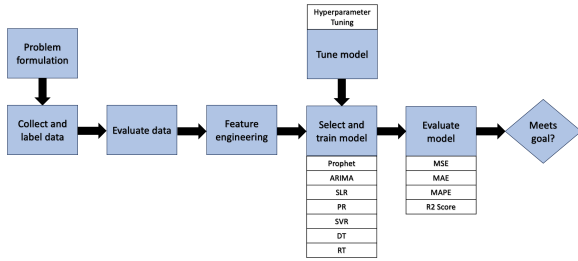 Hyperparameter
Tuning
Tune model
Problem
formulation
Collect and
label data
Evaluate data
Feature
engineering
Select and
train model
Prophet
ARIMA
SLR
PR
SVR
DT
RT
Evaluate
model
MSE
MAE
MAPE
R2 Score
Meets
goal?